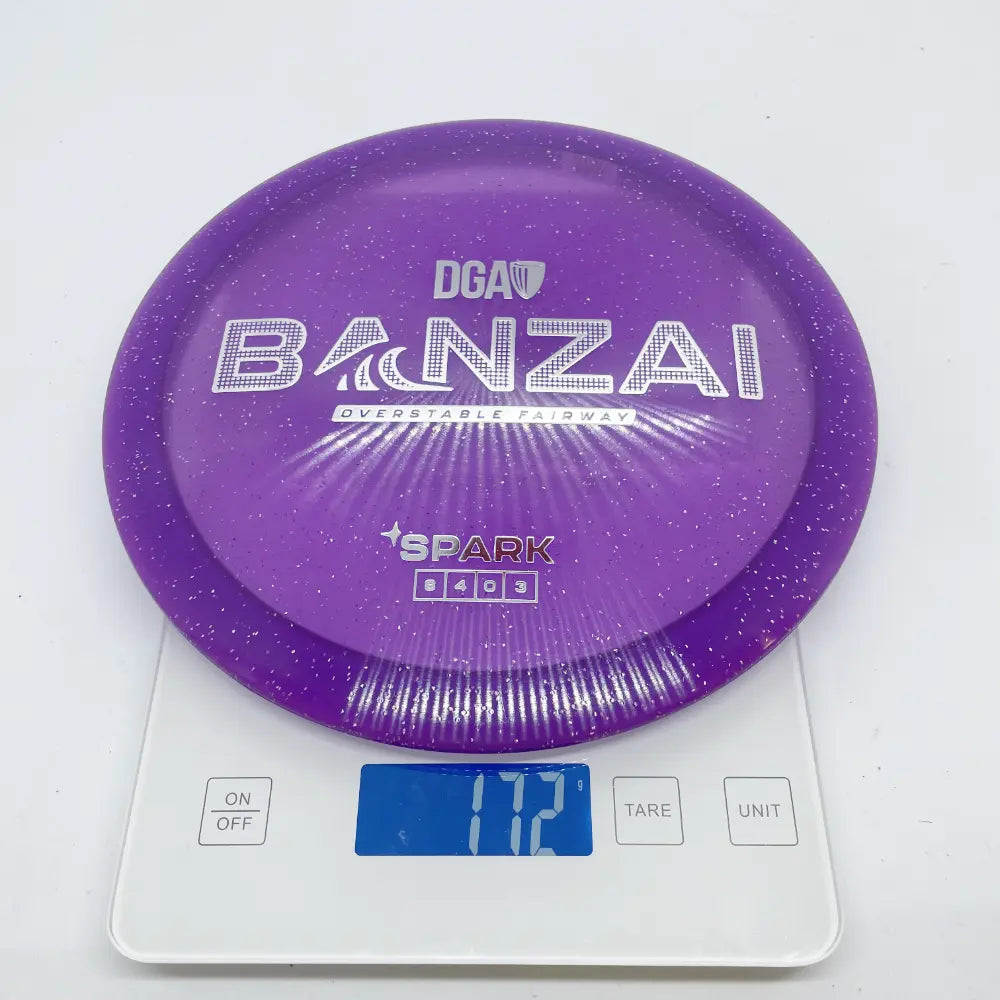 DGA
BANZAI
OVERSTABLE FAIRWAY
SPARK
8 4 0 3
172 g
ON
OFF
TARE
UNIT